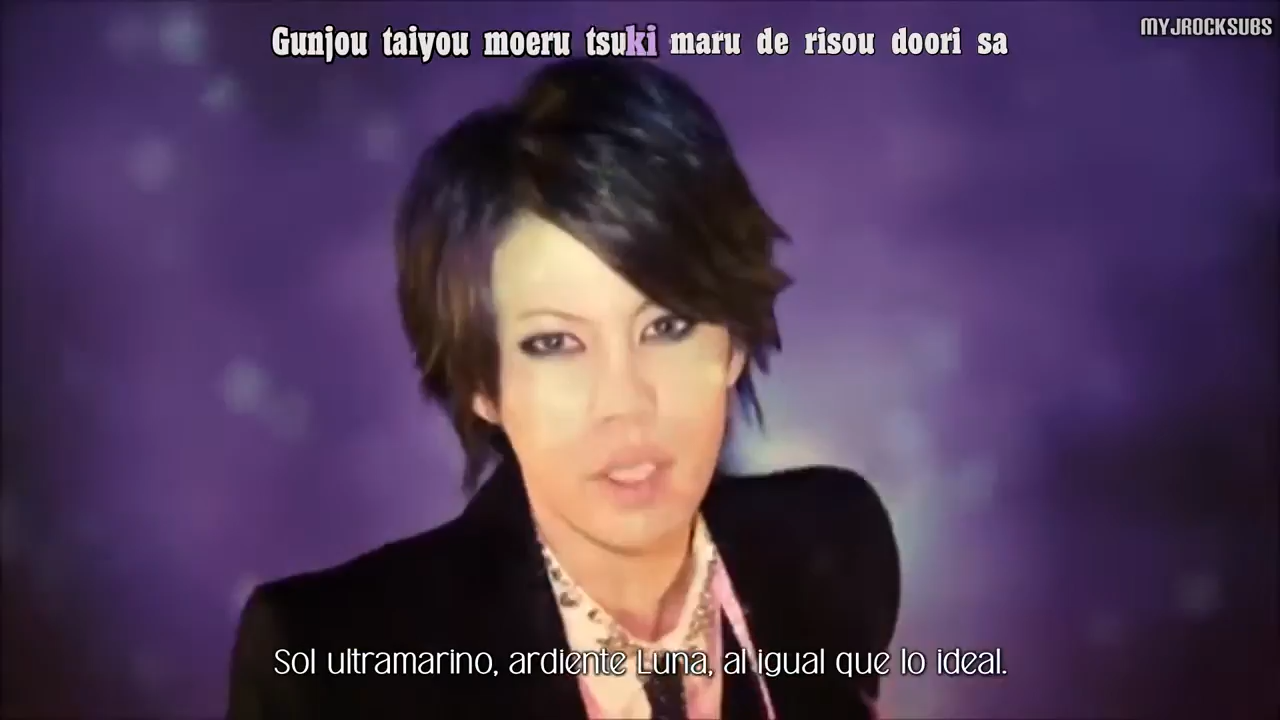 MYJROCKSUBS
Gunjou taiyou moeru tsuki maru de risou doori sa
Sol ultramarino, ardiente Luna, al igual que lo ideal.